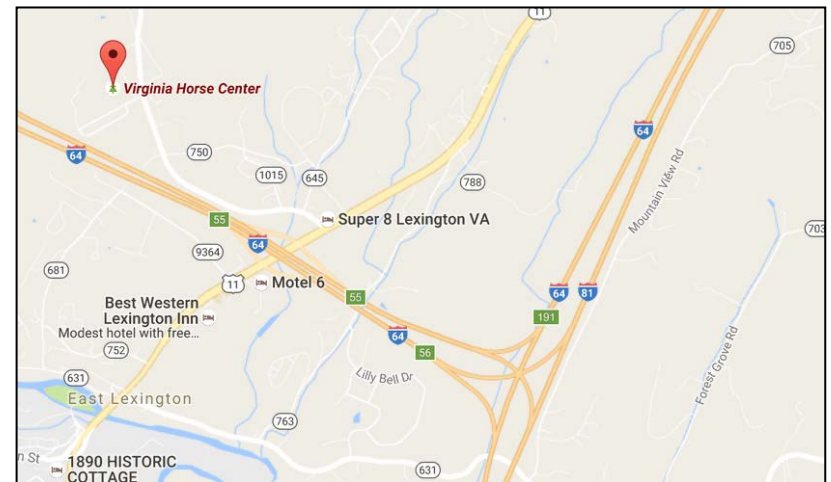 11
705
Virginia Horse Center
64
64
750
1015
645
788
Mountain View Rd
55
Super 8 Lexington VA
703
9364
64
681
11
Motel 6
55
64
81
Best Western
Lexington Inn
Modest hotel with free...
191
64
752
56
Forest Grove Rd
631
Lilly Bell Dr
East Lexington
763
n St
1890 HISTORIC
COTTAGE
631